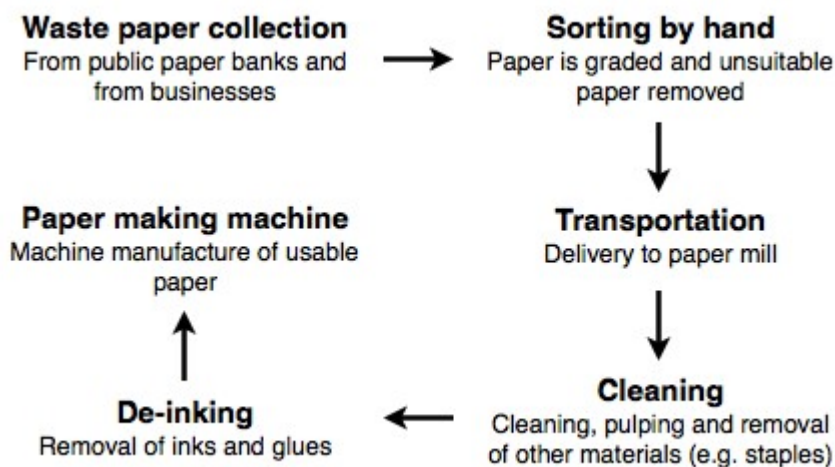 Waste paper collection
From public paper banks and
from businesses
Sorting by hand
Paper is graded and unsuitable
paper removed
Transportation
Delivery to paper mill
Cleaning
Cleaning, pulping and removal
of other materials (e.g. staples)
De-inking
Removal of inks and glues
Paper making machine
Machine manufacture of usable
paper